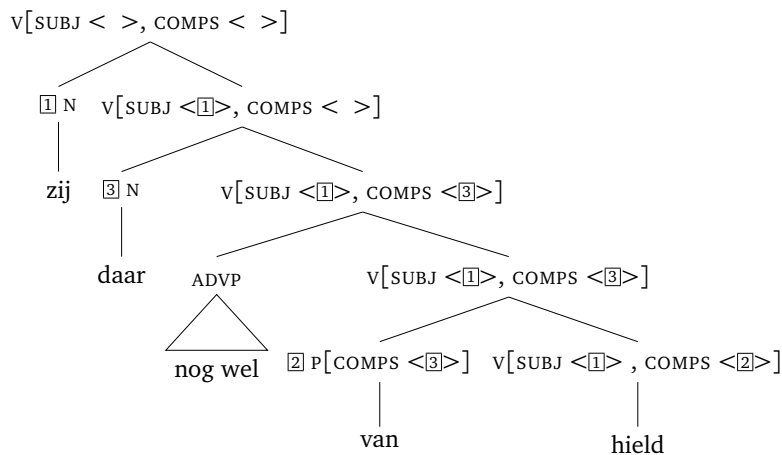 V[SUBJ < >, COMPS < >]
1 N V[SUBJ <1>, COMPS < >]
zij 3 N V[SUBJ <1>, COMPS <3>]
daar ADVP V[SUBJ <1>, COMPS <3>]
nog wel 2 P[COMPS <3>] V[SUBJ <1> , COMPS <2>]
van hield